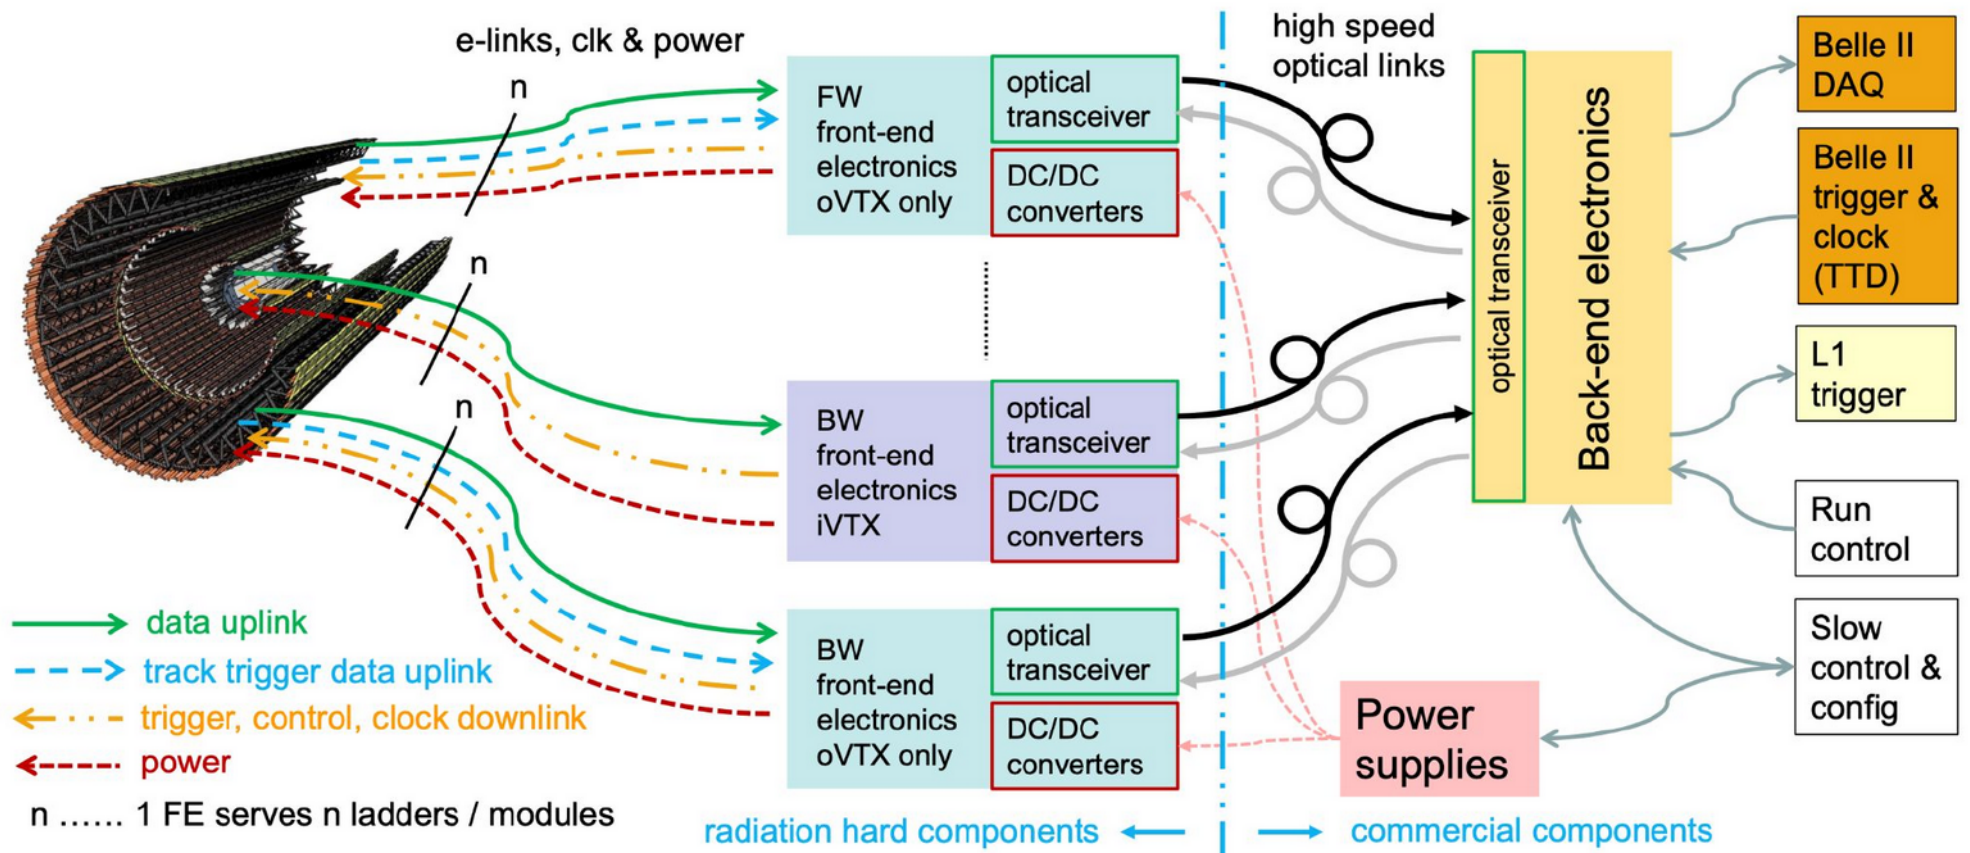 e-links, clk & power
n
FW
front-end
electronics
oVTX only
optical
transceiver
DC/DC
converters
high speed
optical links
n
BW
front-end
electronics
iVTX
optical
transceiver
DC/DC
converters
n
BW
front-end
electronics
oVTX only
optical
transceiver
DC/DC
converters
optical transceiver
Back-end electronics
Belle II
DAQ
Belle II
trigger &
clock
(TTD)
L1
trigger
Run
control
Slow
control &
config
Power
supplies
data uplink
track trigger data uplink
trigger, control, clock downlink
power
n ...... 1 FE serves n ladders / modules
radiation hard components
commercial components